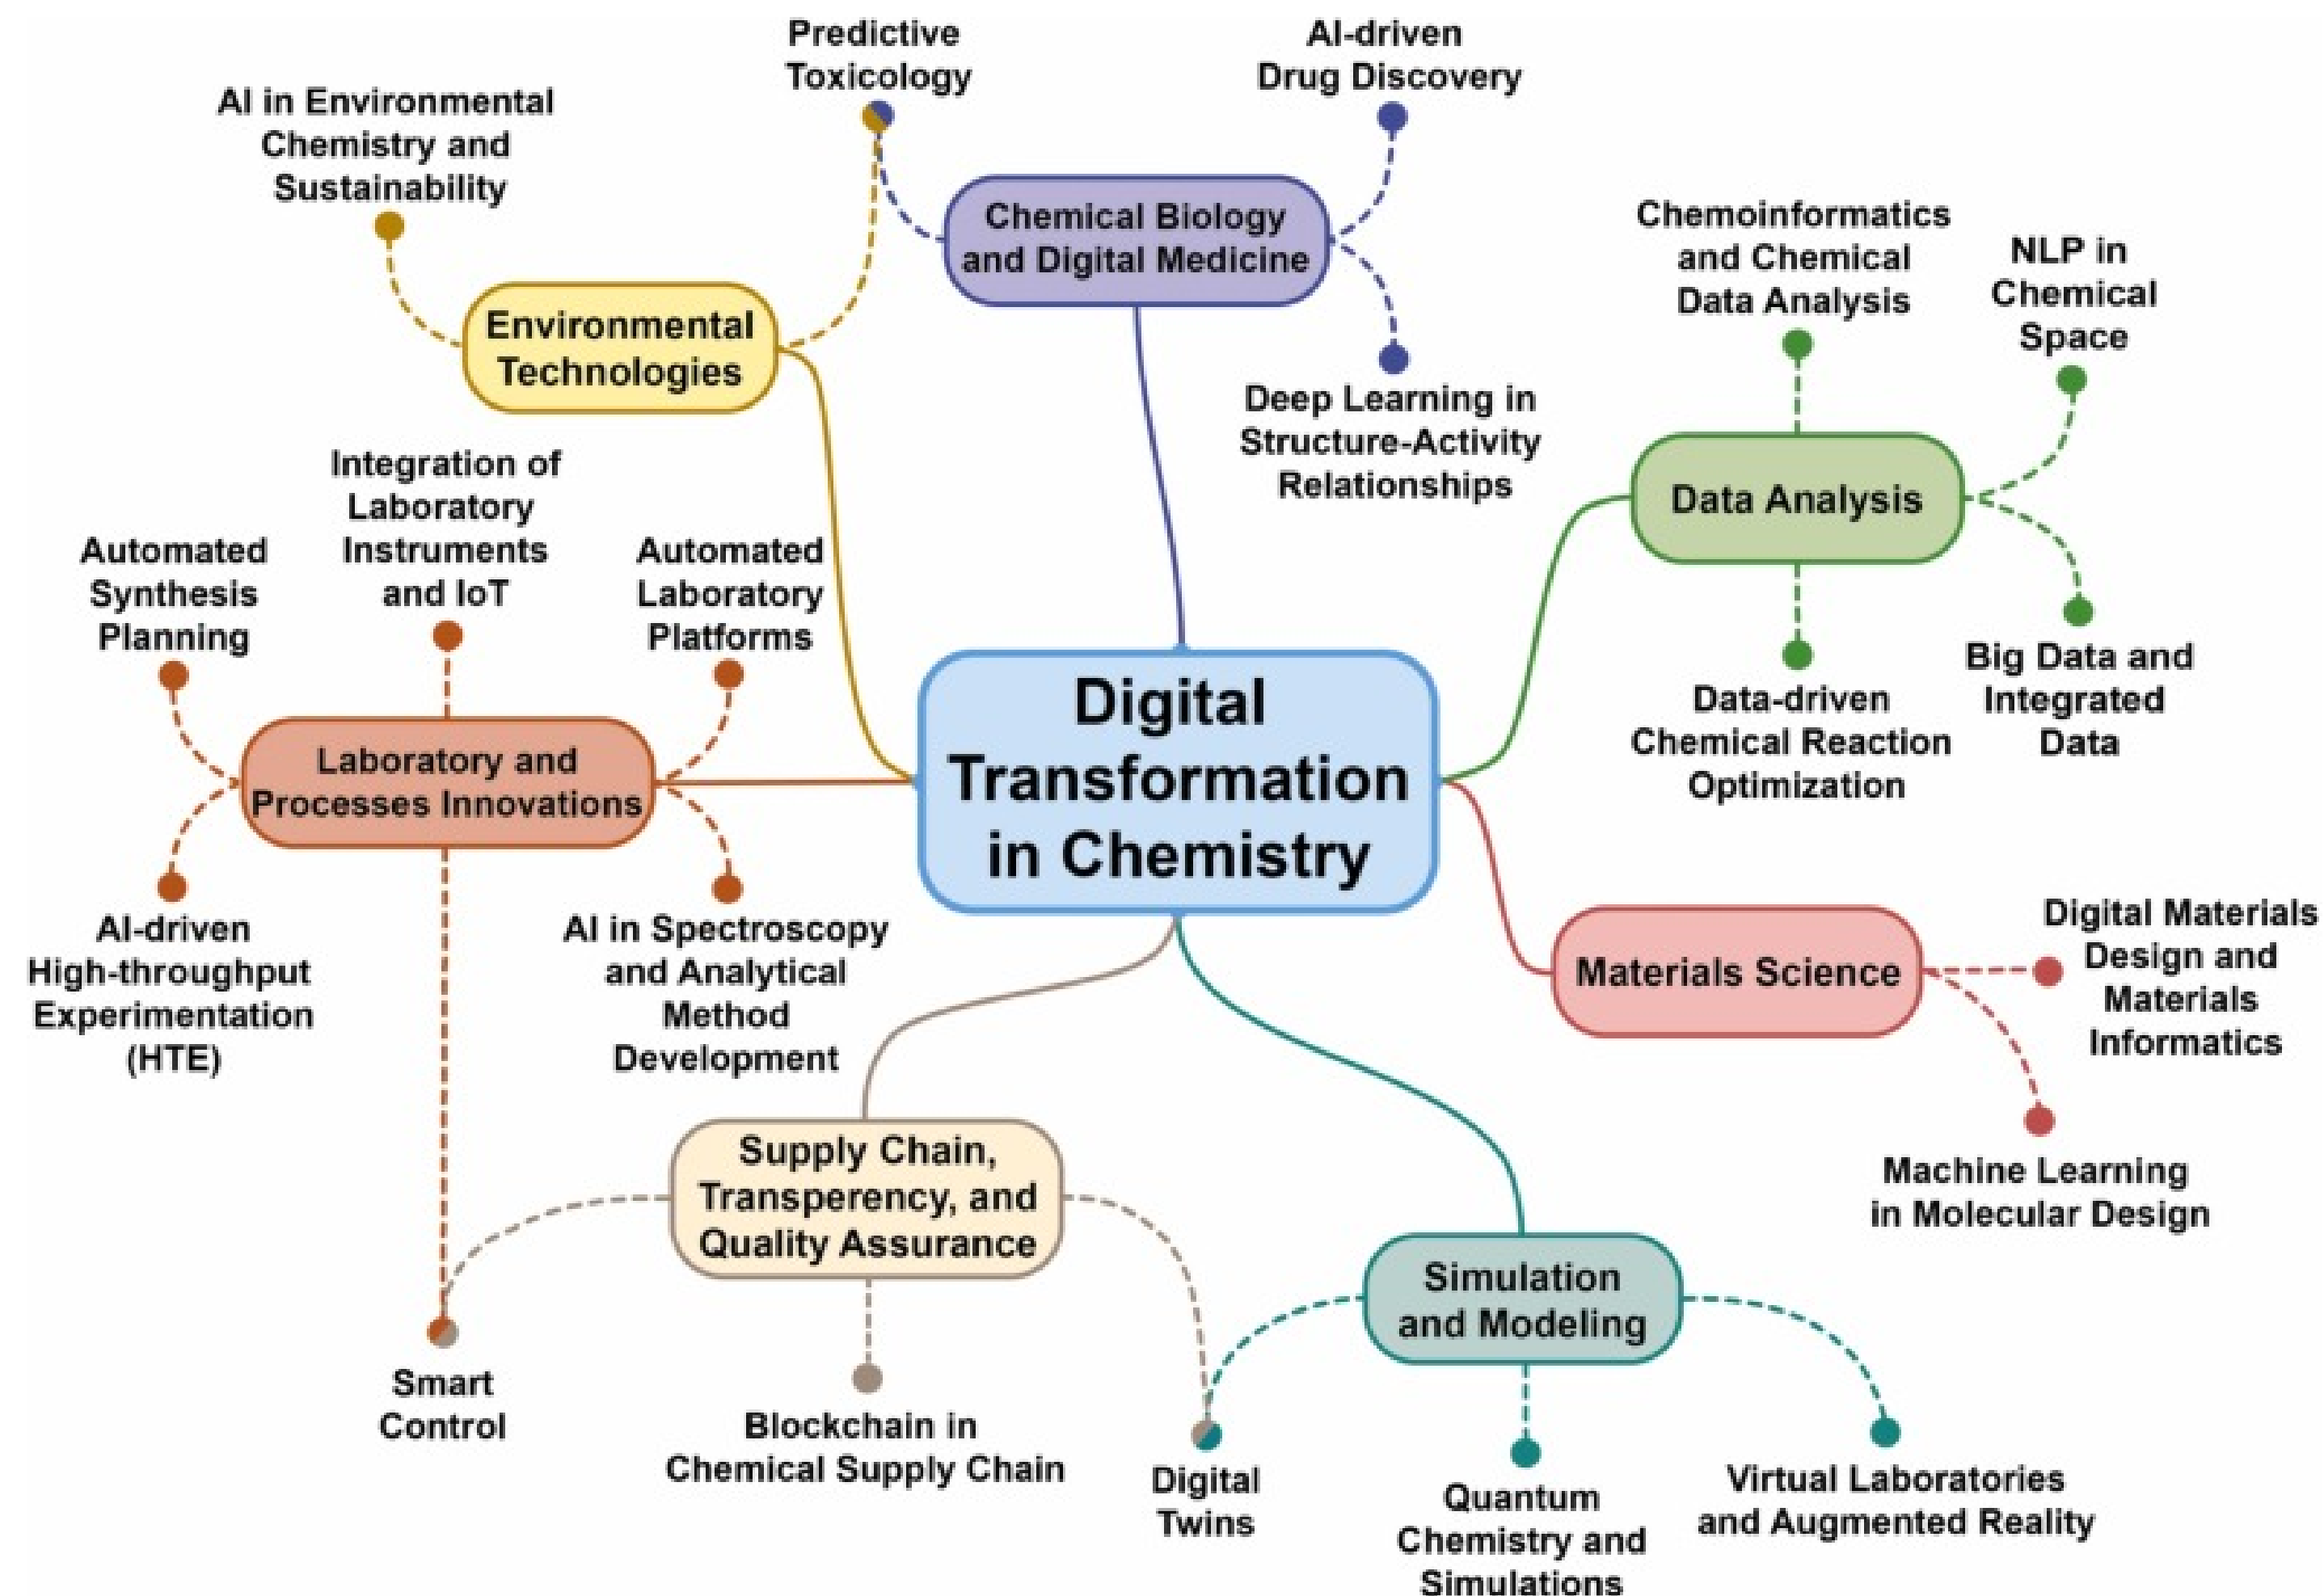 Predictive
Toxicology
AI-driven
Drug Discovery
AI in Environmental
Chemistry and
Sustainability
Chemical Biology
and Digital Medicine
Chemoinformatics
and Chemical
Data Analysis
NLP in
Chemical
Space
Environmental
Technologies
Deep Learning in
Structure-Activity
Relationships
Data Analysis
Integration of
Laboratory
Instruments
and IoT
Automated
Synthesis
Planning
Automated
Laboratory
Platforms
Big Data and
Integrated
Data
Data-driven
Chemical Reaction
Optimization
Digital
Transformation
in Chemistry
Laboratory and
Processes Innovations
AI-driven
High-throughput
Experimentation
(HTE)
AI in Spectroscopy
and Analytical
Method
Development
Materials Science
Digital Materials
Design and
Materials
Informatics
Machine Learning
in Molecular Design
Supply Chain,
Transperency, and
Quality Assurance
Simulation
and Modeling
Smart
Control
Blockchain in
Chemical Supply Chain
Digital
Twins
Quantum
Chemistry and
Simulations
Virtual Laboratories
and Augmented Reality